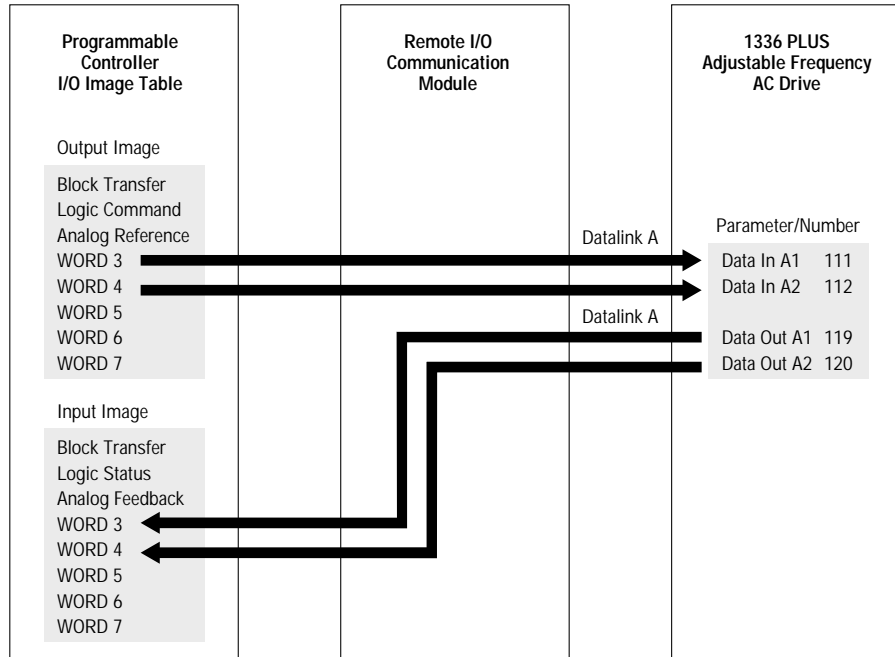 Programmable
Controller
I/O Image Table
Remote I/O
Communication
Module
1336 PLUS
Adjustable Frequency
AC Drive
Output Image
Block Transfer
Logic Command
Analog Reference
WORD 3
WORD 4
WORD 5
WORD 6
WORD 7
Datalink A
Datalink A
Parameter/Number
Data In A1 111
Data In A2 112
Data Out A1 119
Data Out A2 120
Input Image
Block Transfer
Logic Status
Analog Feedback
WORD 3
WORD 4
WORD 5
WORD 6
WORD 7